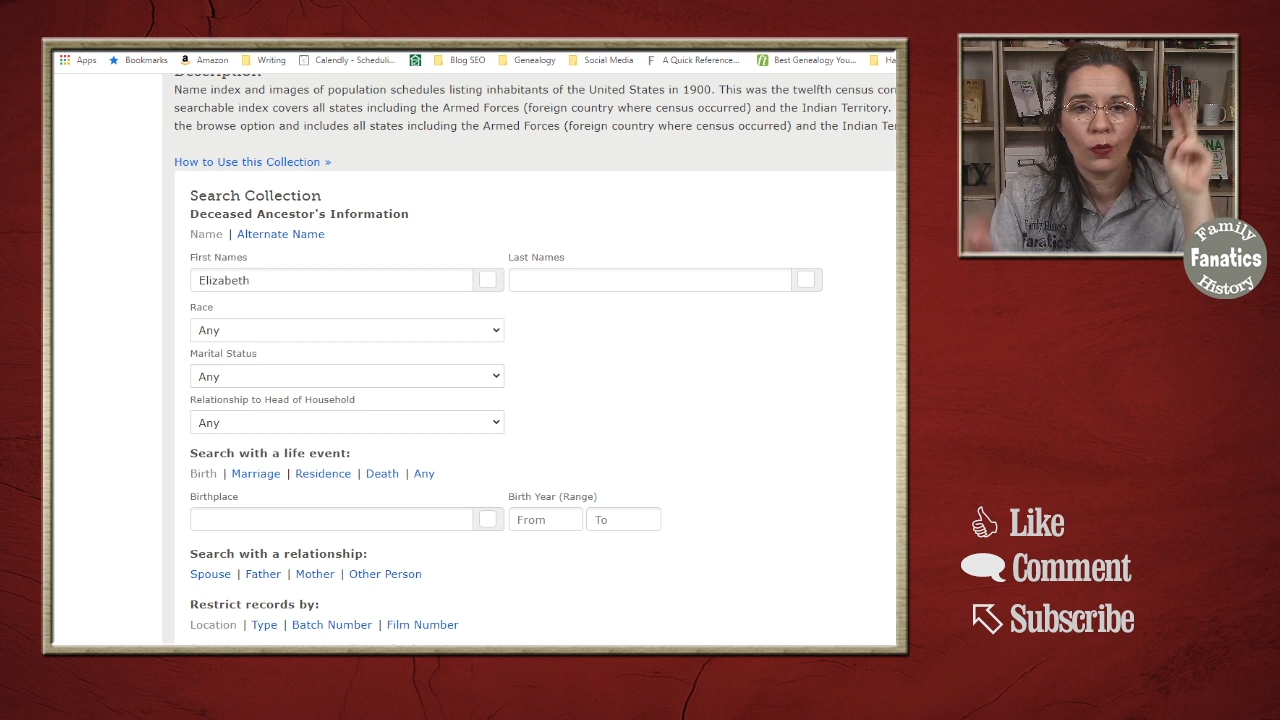 Apps Bookmarks Amazon Writing Calendly - Scheduli... Blog SEO Genealogy Social Media A Quick Reference... Best Genealogy You... Ha
Description
Name index and images of population schedules listing inhabitants of the United States in 1900. This was the twelfth census con
searchable index covers all states including the Armed Forces (foreign country where census occurred) and the Indian Territory.
the browse option and includes all states including the Armed Forces (foreign country where census occurred) and the Indian Ter
How to Use this Collection »
Search Collection
Deceased Ancestor's Information
Name | Alternate Name
First Names Last Names
Elizabeth
Race
Any
Marital Status
Any
Relationship to Head of Household
Any
Search with a life event:
Birth | Marriage | Residence | Death | Any
Birthplace Birth Year (Range)
From To
Search with a relationship:
Spouse | Father | Mother | Other Person
Restrict records by:
Location | Type | Batch Number | Film Number
Family History
Fanatics
Family
Fanatics
History
Like
Comment
Subscribe